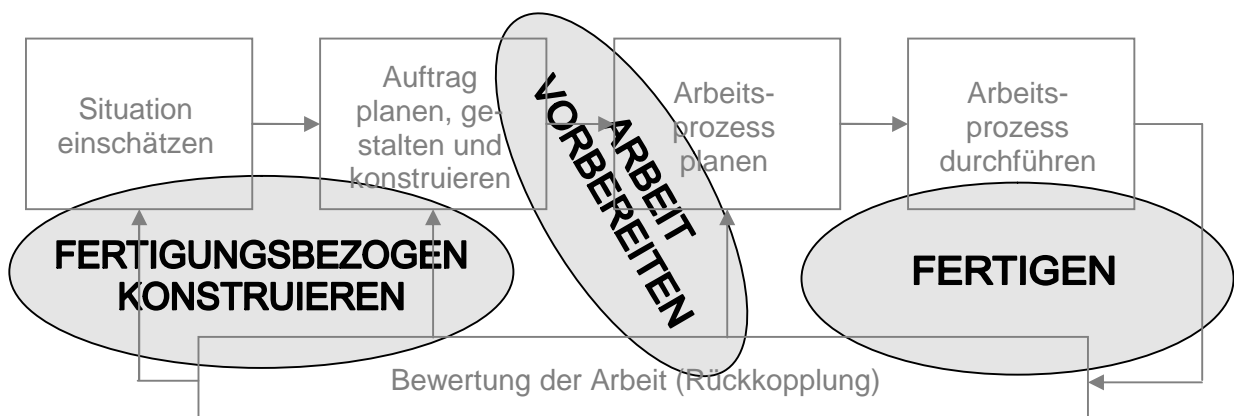 Situation
einschätzen
Auftrag
planen, ge-
stalten und
konstruieren
ARBEIT
VORBEREITEN
Arbeits-
prozess
planen
Arbeits-
prozess
durchführen
FERTIGUNGSBEZOGEN
KONSTRUIEREN
FERTIGEN
Bewertung der Arbeit (Rückkopplung)